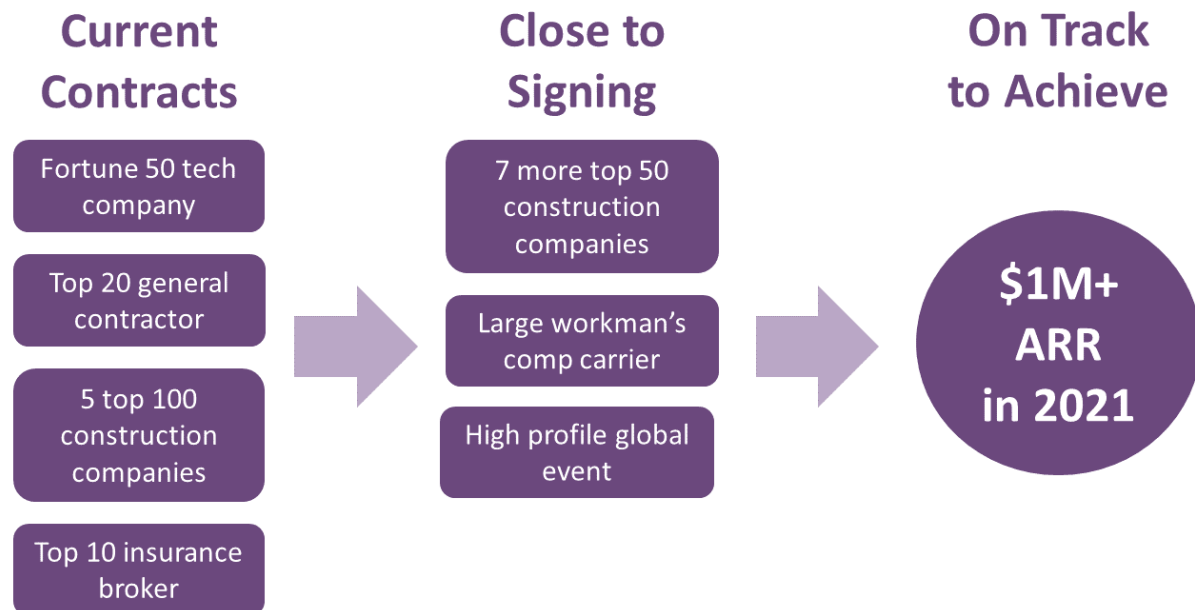 Current
Contracts
Fortune 50 tech
company
Top 20 general
contractor
5 top 100
construction
companies
Top 10 insurance
broker
Close to
Signing
7 more top 50
construction
companies
Large workman’s
comp carrier
High profile global
event
On Track
to Achieve
$1M+
ARR
in 2021